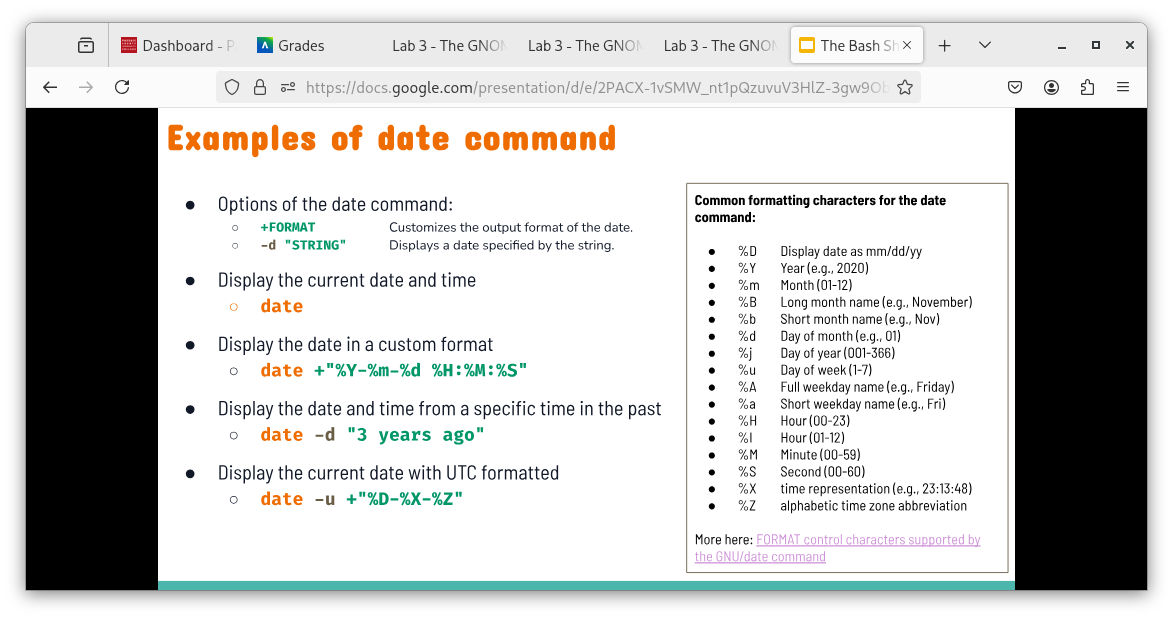 Dashboard - P
Grades
Lab 3 - The GNOM
Lab 3 - The GNOM
Lab 3 - The GNOM
The Bash Sh
https://docs.google.com/presentation/d/e/2PACX-1vSMW_nt1pQzuvuV3HlZ-3gw9Ob
Examples of date command
● Options of the date command:
○ +FORMAT Customizes the output format of the date.
○ -d "STRING" Displays a date specified by the string.
● Display the current date and time
○ date
● Display the date in a custom format
○ date +"%Y-%m-%d %H:%M:%S"
● Display the date and time from a specific time in the past
○ date -d "3 years ago"
● Display the current date with UTC formatted
○ date -u +"%D-%X-%Z"
Common formatting characters for the date
command:
● %D Display date as mm/dd/yy
● %Y Year (e.g., 2020)
● %m Month (01-12)
● %B Long month name (e.g., November)
● %b Short month name (e.g., Nov)
● %d Day of month (e.g., 01)
● %j Day of year (001-366)
● %u Day of week (1-7)
● %A Full weekday name (e.g., Friday)
● %a Short weekday name (e.g., Fri)
● %H Hour (00-23)
● %I Hour (01-12)
● %M Minute (00-59)
● %S Second (00-60)
● %X time representation (e.g., 23:13:48)
● %Z alphabetic time zone abbreviation
More here: FORMAT control characters supported by
the GNU/date command